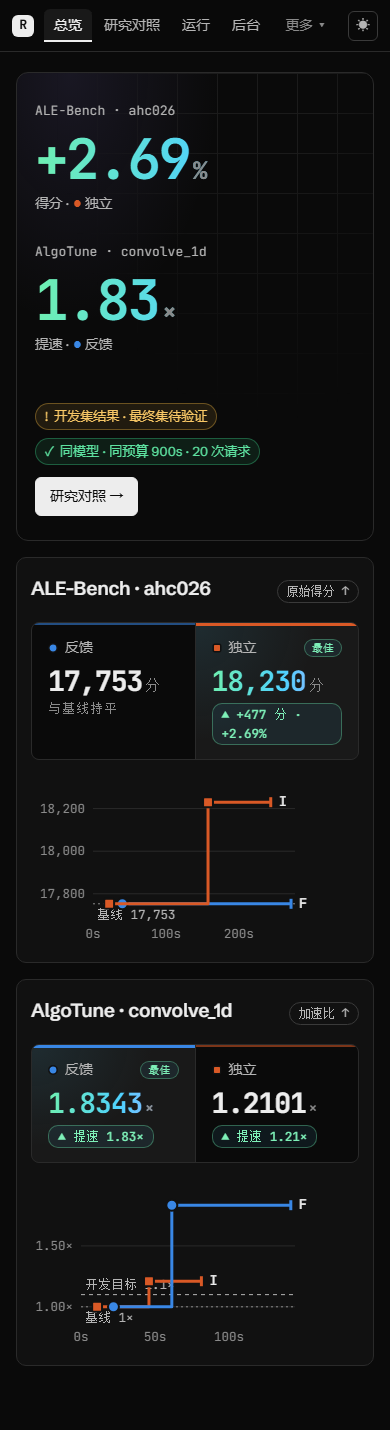 R 总览 研究对照 运行 后台 更多 ▾
ALE-Bench · ahc026
+2.69%
得分 · 独立
AlgoTune · convolve_1d
1.83×
提速 · 反馈
! 开发集结果 · 最终集待验证
✓ 同模型 · 同预算 900s · 20 次请求
研究对照 →
ALE-Bench · ahc026
原始得分 ↑
反馈
17,753 分
与基线持平
独立 最佳
18,230 分
▲ +477 分 ·
+2.69%
18,200
18,000
17,800
I
F
基线 17,753
0s 100s 200s
AlgoTune · convolve_1d
加速比 ↑
反馈 最佳
1.8343×
▲ 提速 1.83×
独立
1.2101×
▲ 提速 1.21×
F
1.50×
I
开发目标 1.1×
1.00×
基线 1×
0s 50s 100s